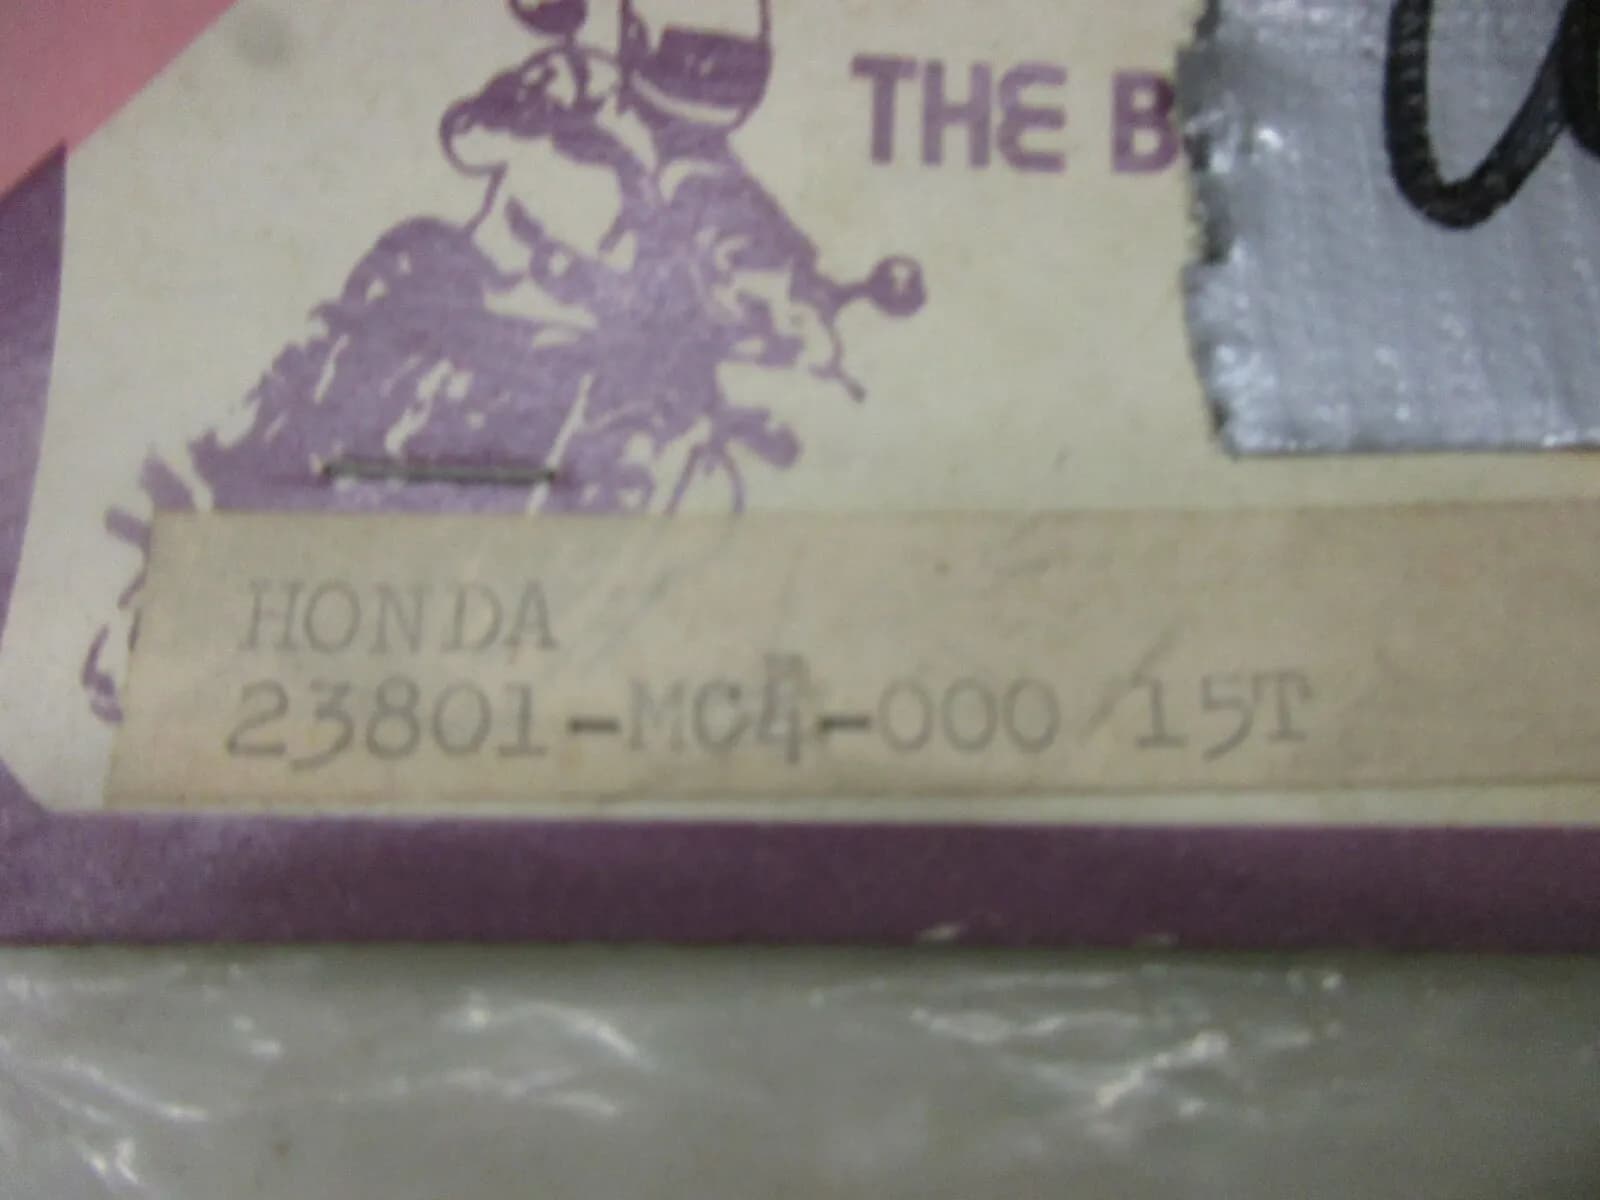 THE B
HONDA
23801-MC4-000/15T